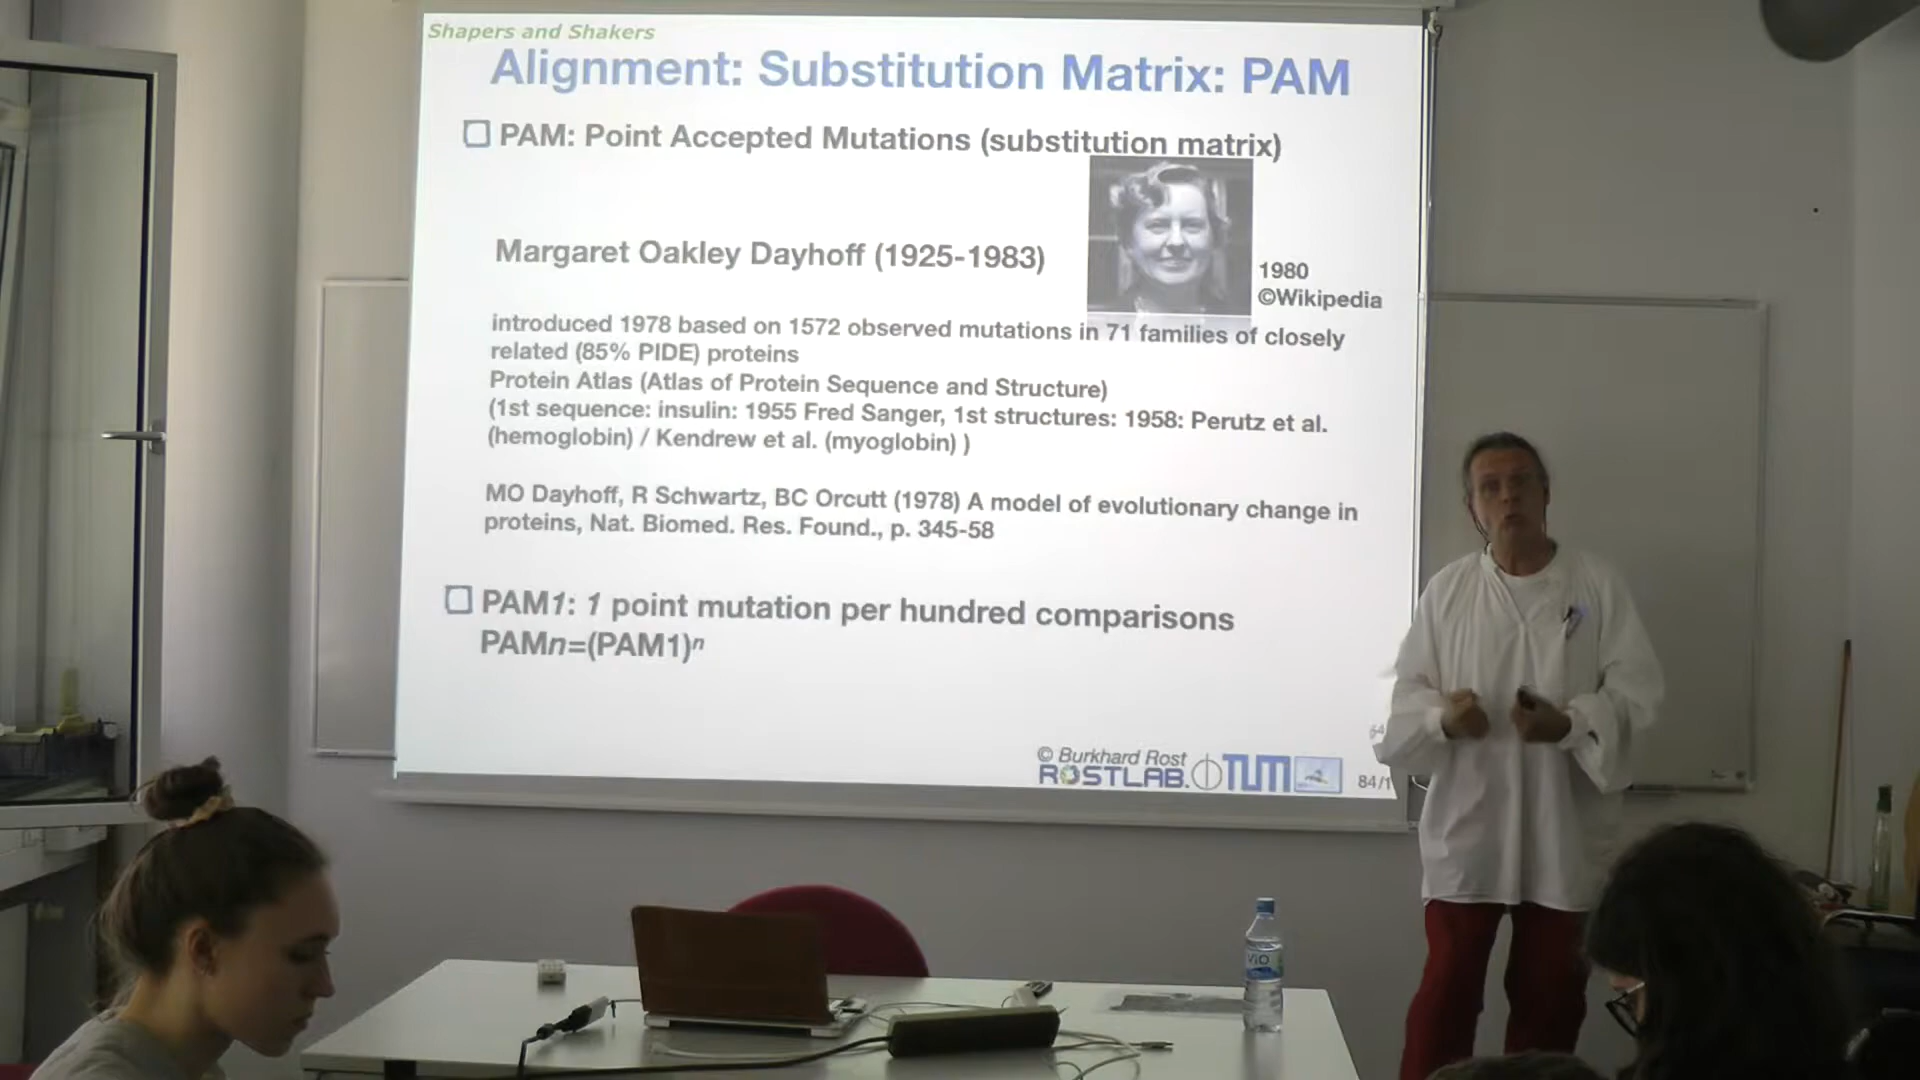 Shapers and Shakers
Alignment: Substitution Matrix: PAM
PAM: Point Accepted Mutations (substitution matrix)
Margaret Oakley Dayhoff (1925-1983)
1980
©Wikipedia
introduced 1978 based on 1572 observed mutations in 71 families of closely
related (85% PIDE) proteins
Protein Atlas (Atlas of Protein Sequence and Structure)
(1st sequence: insulin: 1955 Fred Sanger, 1st structures: 1958: Perutz et al.
(hemoglobin) / Kendrew et al. (myoglobin) )
MO Dayhoff, R Schwartz, BC Orcutt (1978) A model of evolutionary change in
proteins, Nat. Biomed. Res. Found., p. 345-58
PAM1: 1 point mutation per hundred comparisons
PAMn=(PAM1)ⁿ
© Burkhard Rost
ROSTLAB. TUM
84/1
ViO